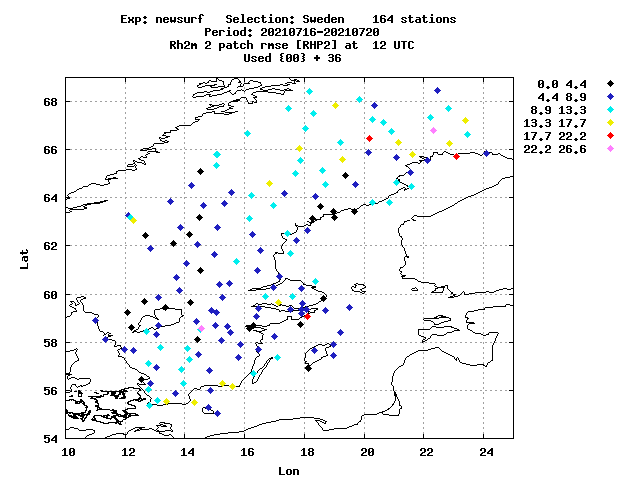 Exp: newsurf Selection: Sweden 164 stations
Period: 20210716-20210720
Rh2m 2 patch rmse [RHP2] at 12 UTC
Used {00} + 36
0.0 4.4
4.4 8.9
8.9 13.3
13.3 17.7
17.7 22.2
22.2 26.6
68
66
64
62
60
58
56
54
Lat
10 12 14 16 18 20 22 24
Lon